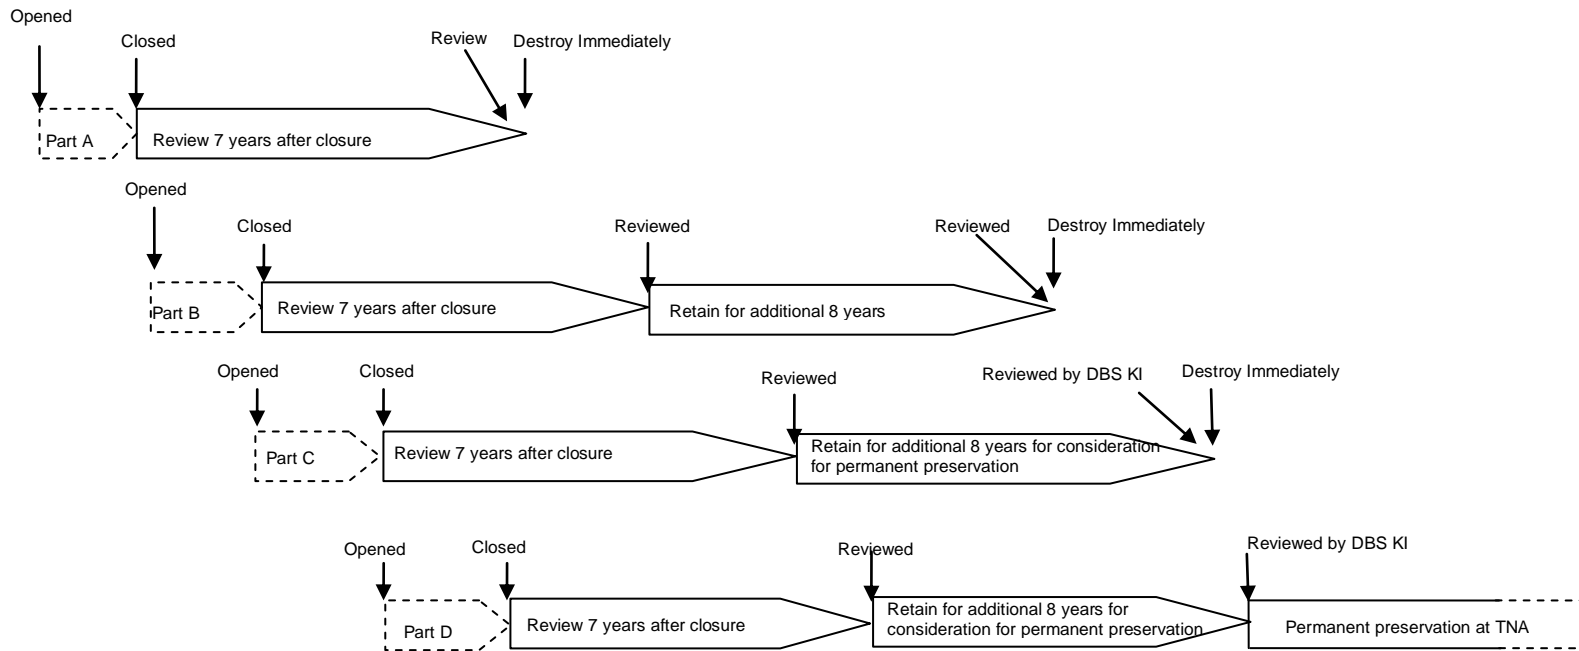 Opened
Closed
Review
Destroy Immediately
Part A
Review 7 years after closure
Opened
Closed
Reviewed
Reviewed
Destroy Immediately
Part B
Review 7 years after closure
Retain for additional 8 years
Opened
Closed
Reviewed
Reviewed by DBS KI
Destroy Immediately
Part C
Review 7 years after closure
Retain for additional 8 years for consideration
for permanent preservation
Opened
Closed
Reviewed
Reviewed by DBS KI
Part D
Review 7 years after closure
Retain for additional 8 years for
consideration for permanent preservation
Permanent preservation at TNA